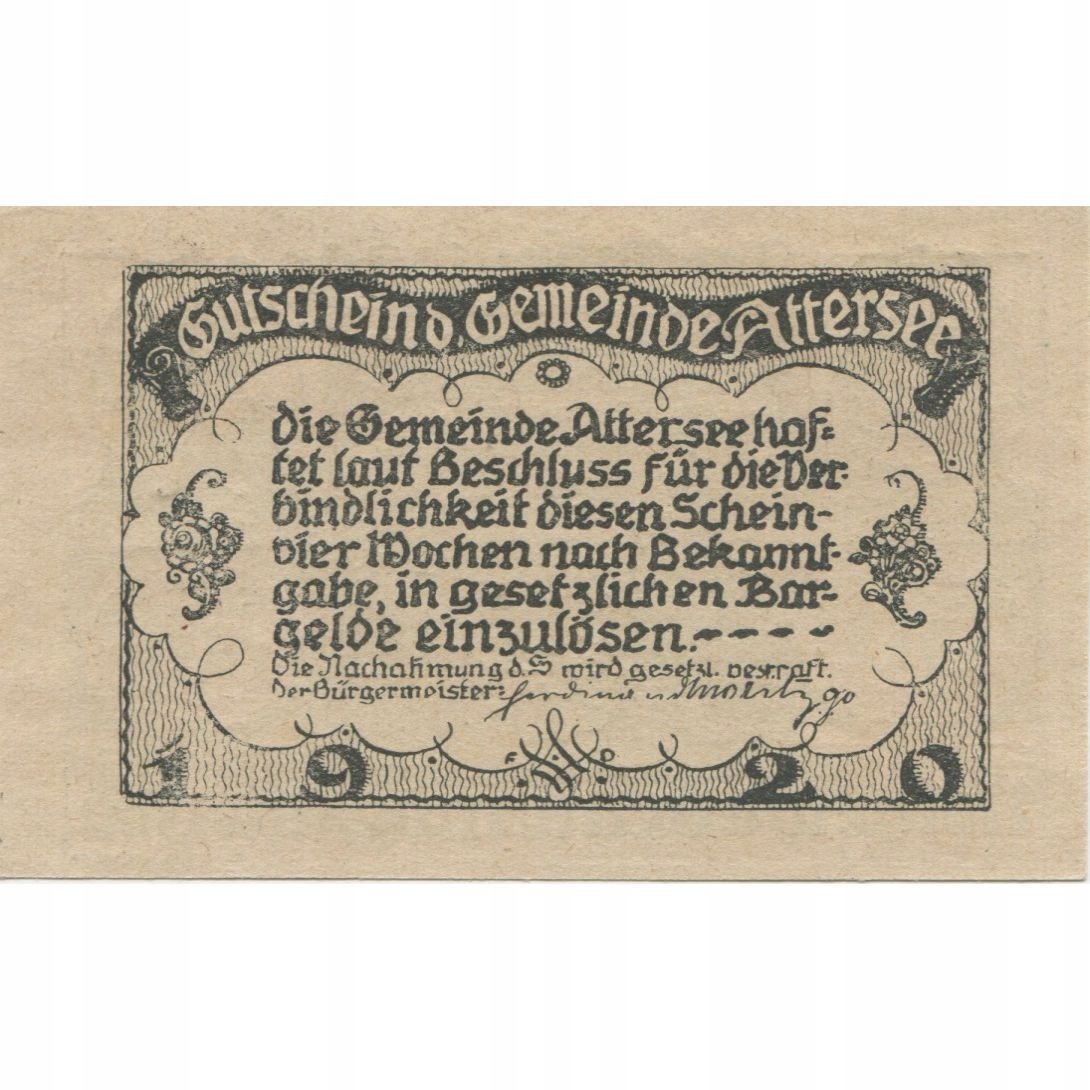 Gutschein d. Gemeinde Attersee
Die Gemeinde Attersee haf=
tet laut Beschluss für die Ver-
bindlichkeit diesen Schein-
vier Wochen nach Bekannt-
gabe, in gesetzlichen Bar-
gelde einzulösen.-----
Die Nachahmung d. S wird gesetzl. bestraft.
Der Bürgermeister:
F P
1920